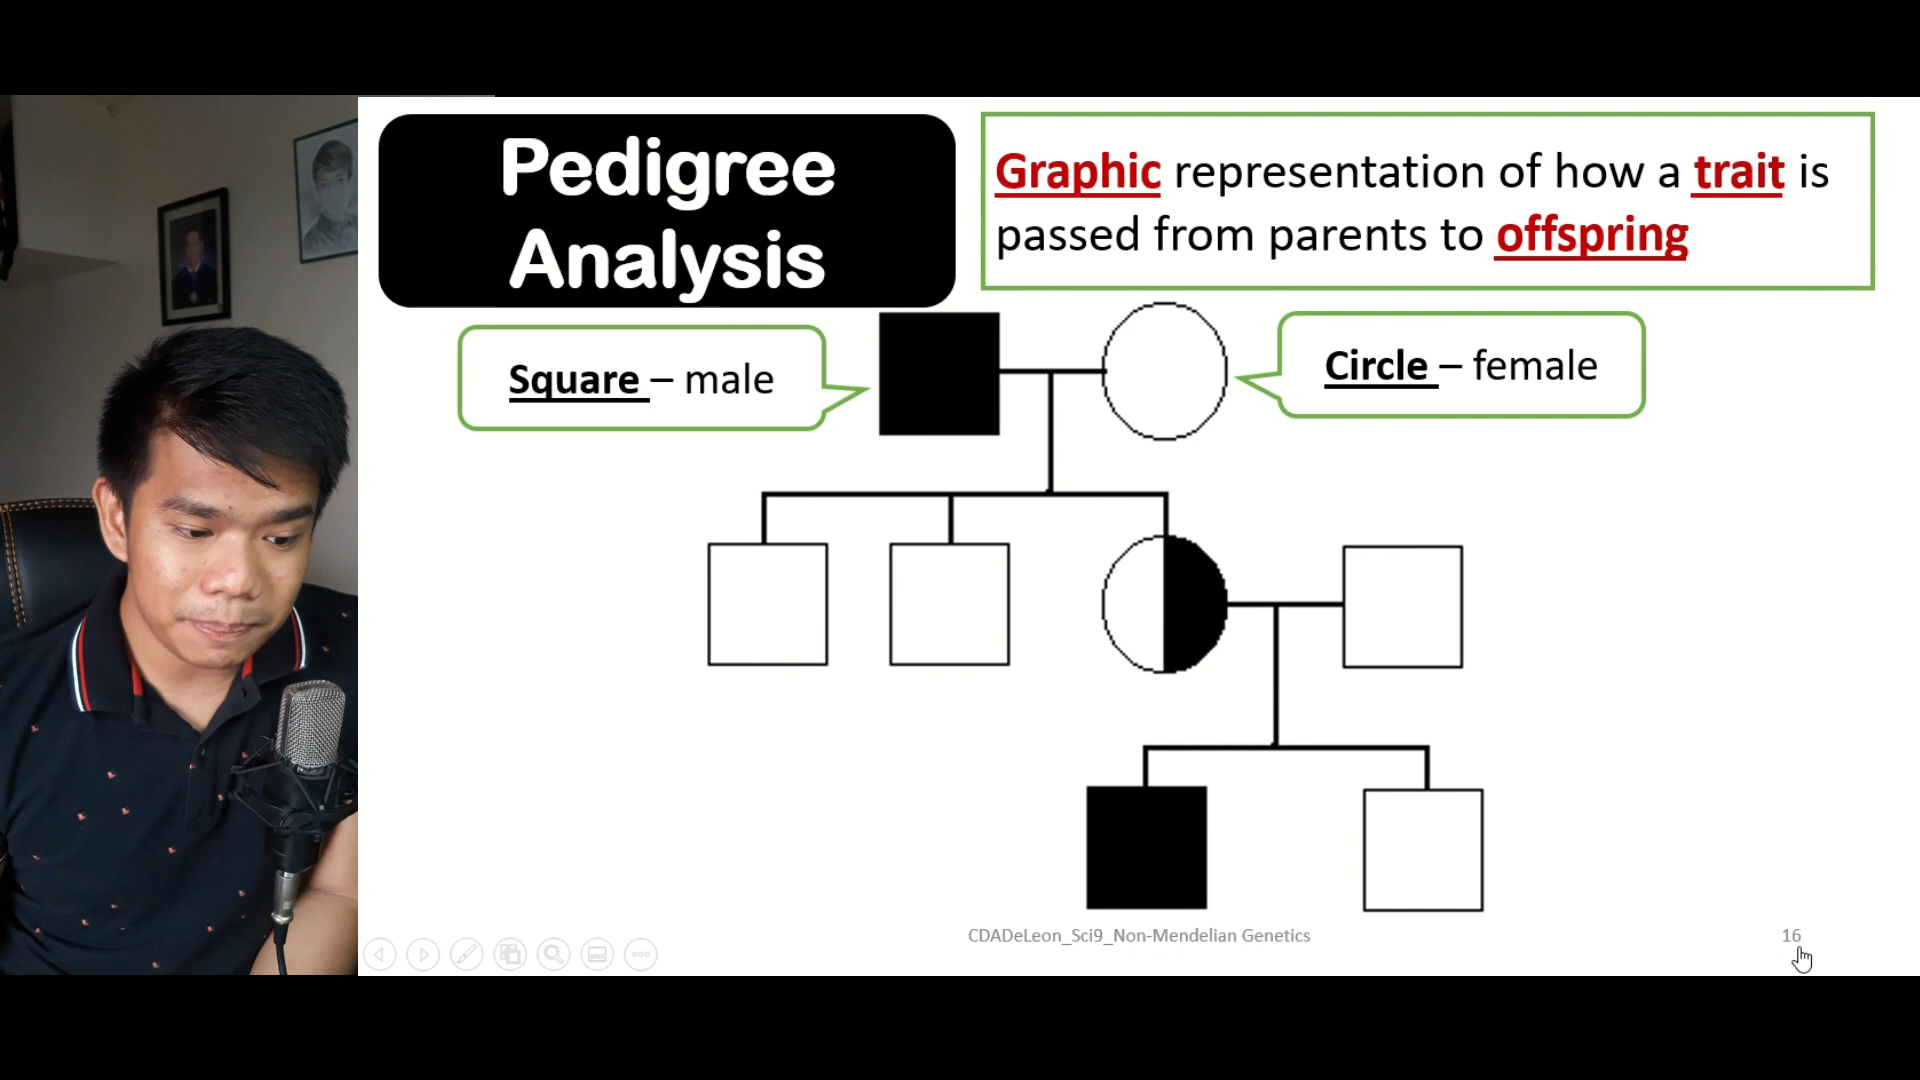 Pedigree
Analysis
Graphic representation of how a trait is
passed from parents to offspring
Square – male
Circle – female
CDADeLeon_Sci9_Non-Mendelian Genetics
16